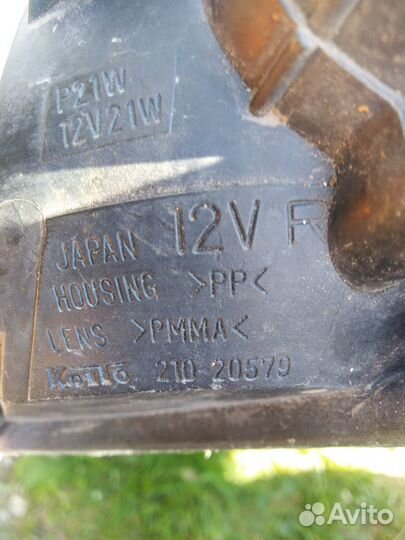 P21W
12V21W
JAPAN 12V R
HOUSING >PP<
LENS >PMMA<
KOITO 210-20579
Avito